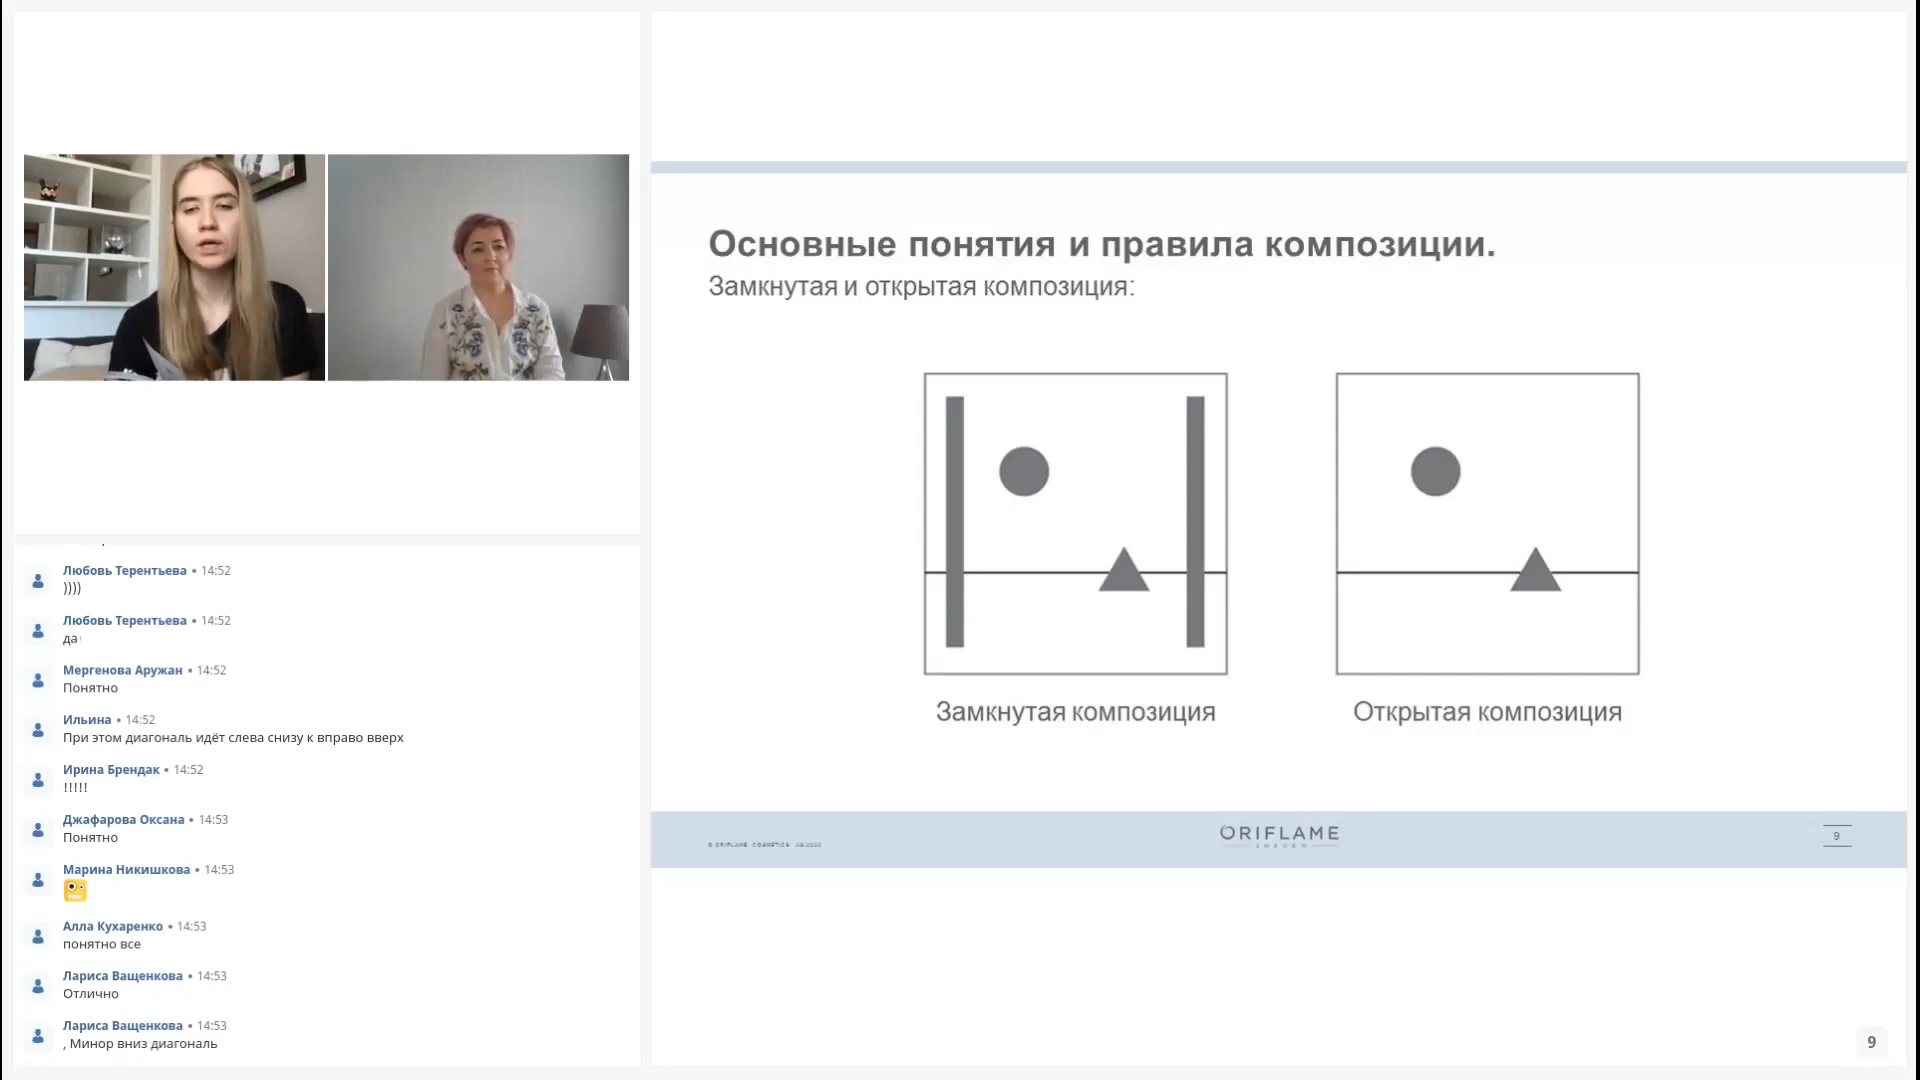 Любовь Терентьева • 14:52
))))
Любовь Терентьева • 14:52
да
Мергенова Аружан • 14:52
Понятно
Ильина • 14:52
При этом диагональ идёт слева снизу к вправо вверх
Ирина Брендак • 14:52
!!!!!
Джафарова Оксана • 14:53
Понятно
Марина Никишкова • 14:53
Алла Кухаренко • 14:53
понятно все
Лариса Ващенкова • 14:53
Отлично
Лариса Ващенкова • 14:53
, Минор вниз диагональ
Основные понятия и правила композиции.
Замкнутая и открытая композиция:
Замкнутая композиция
Открытая композиция
© ORIFLAME COSMETICS
ORIFLAME
SWEDEN
9
9